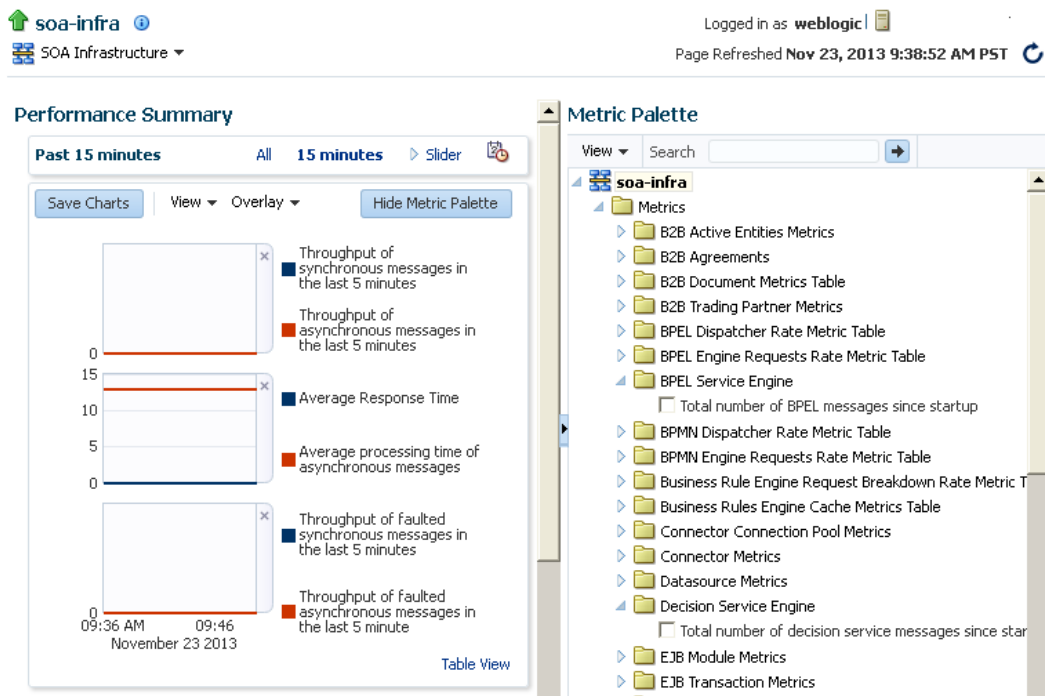 soa-infra
Logged in as weblogic
SOA Infrastructure
Page Refreshed Nov 23, 2013 9:38:52 AM PST
Performance Summary
Past 15 minutes All 15 minutes Slider
Save Charts View Overlay Hide Metric Palette
Throughput of
synchronous messages in
the last 5 minutes
Throughput of
asynchronous messages in
the last 5 minutes
0
15
10
5
0
Average Response Time
Average processing time of
asynchronous messages
Throughput of faulted
synchronous messages in
the last 5 minutes
Throughput of faulted
asynchronous messages in
the last 5 minute
0
09:36 AM 09:46
November 23 2013
Table View
Metric Palette
View Search
soa-infra
Metrics
B2B Active Entities Metrics
B2B Agreements
B2B Document Metrics Table
B2B Trading Partner Metrics
BPEL Dispatcher Rate Metric Table
BPEL Engine Requests Rate Metric Table
BPEL Service Engine
Total number of BPEL messages since startup
BPMN Dispatcher Rate Metric Table
BPMN Engine Requests Rate Metric Table
Business Rule Engine Request Breakdown Rate Metric T
Business Rules Engine Cache Metrics Table
Connector Connection Pool Metrics
Connector Metrics
Datasource Metrics
Decision Service Engine
Total number of decision service messages since star
EJB Module Metrics
EJB Transaction Metrics